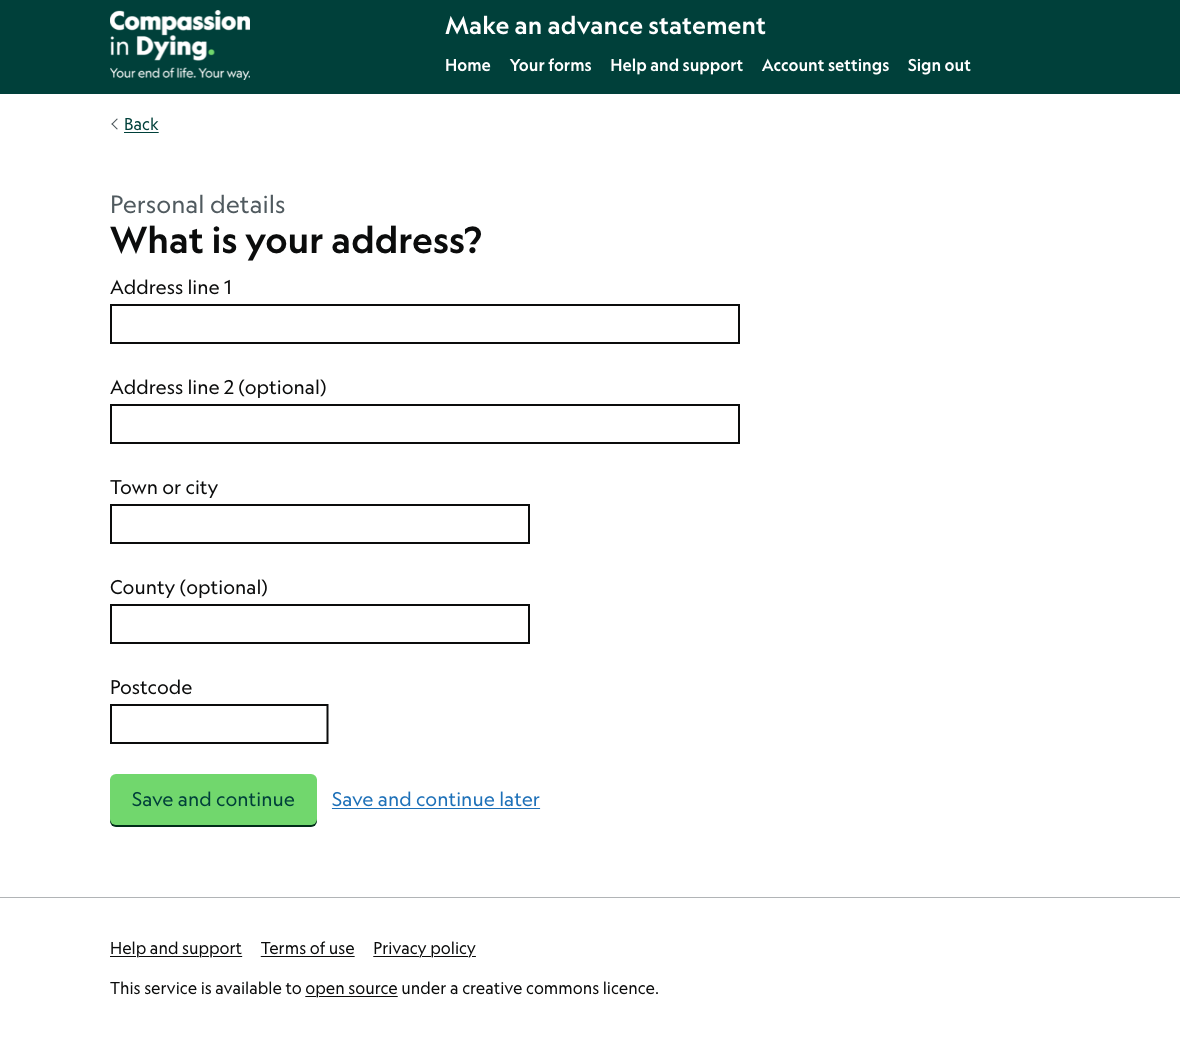 Compassion
in Dying.
Your end of life. Your way.
Make an advance statement
Home Your forms Help and support Account settings Sign out
< Back
Personal details
What is your address?
Address line 1
Address line 2 (optional)
Town or city
County (optional)
Postcode
Save and continue Save and continue later
Help and support Terms of use Privacy policy
This service is available to open source under a creative commons licence.